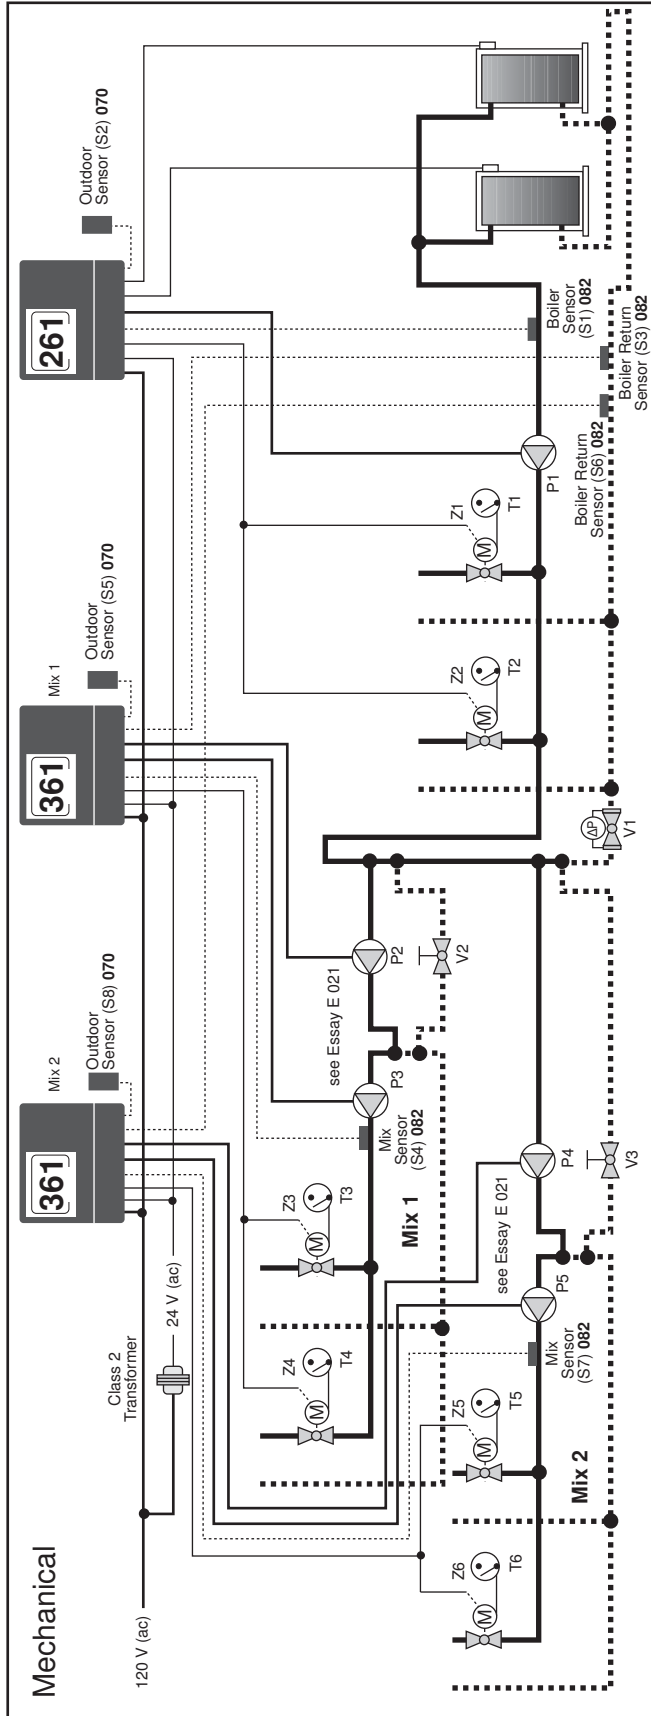 Mechanical
120 V (ac)
Class 2
Transformer
24 V (ac)
361
Mix 2
Outdoor
Sensor (S8) 070
361
Mix 1
Outdoor
Sensor (S5) 070
261
Outdoor
Sensor (S2) 070
Z4
M
T4
Z3
M
T3
Mix 1
Mix
Sensor
(S4) 082
P3
see Essay E 021
P2
V2
Z6
M
T6
Z5
M
T5
Mix 2
Mix
Sensor
(S7) 082
P5
see Essay E 021
P4
V3
ΔP
V1
Z2
M
T2
Z1
M
T1
P1
Boiler
Sensor
(S1) 082
Boiler Return
Sensor (S6) 082
Boiler Return
Sensor (S3) 082